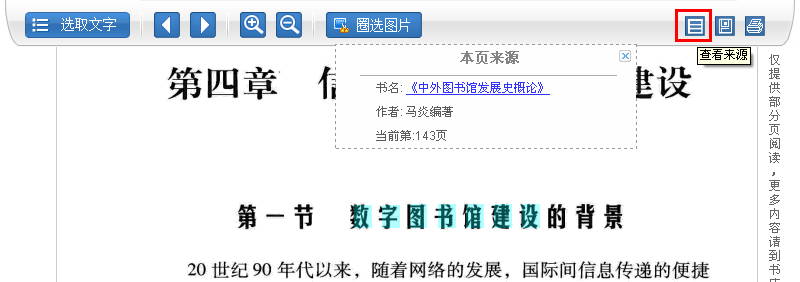 选取文字
圈选图片
查看来源
本页来源
书名:《中外图书馆发展史概论》
作者: 马炎编著
当前第:143页
第四章 信
建设
第一节 数字图书馆建设的背景
20 世纪 90 年代以来，随着网络的发展，国际间信息传递的便捷
仅提供部分页阅读，更多内容请到书